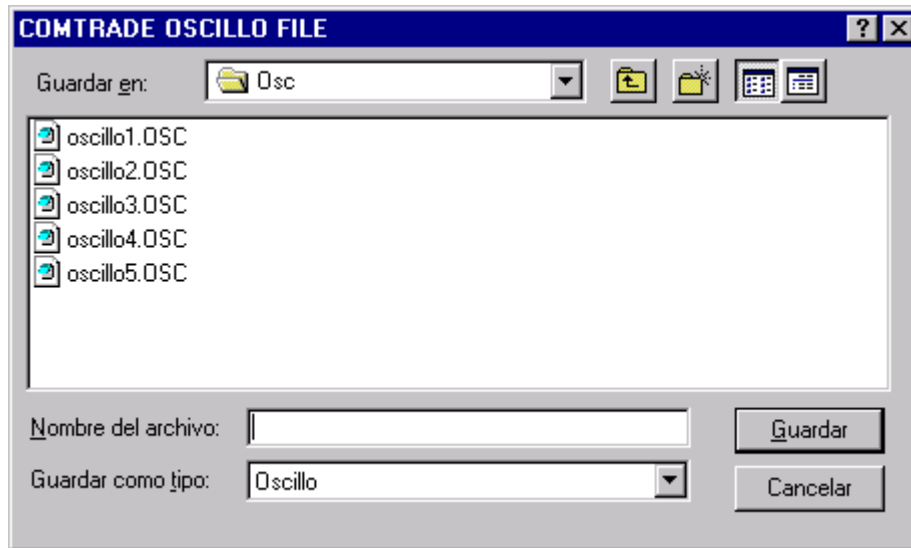 COMTRADE OSCILLO FILE
Guardar en: Osc
oscillo1.OSC
oscillo2.OSC
oscillo3.OSC
oscillo4.OSC
oscillo5.OSC
Nombre del archivo: Guardar
Guardar como tipo: Oscillo Cancelar